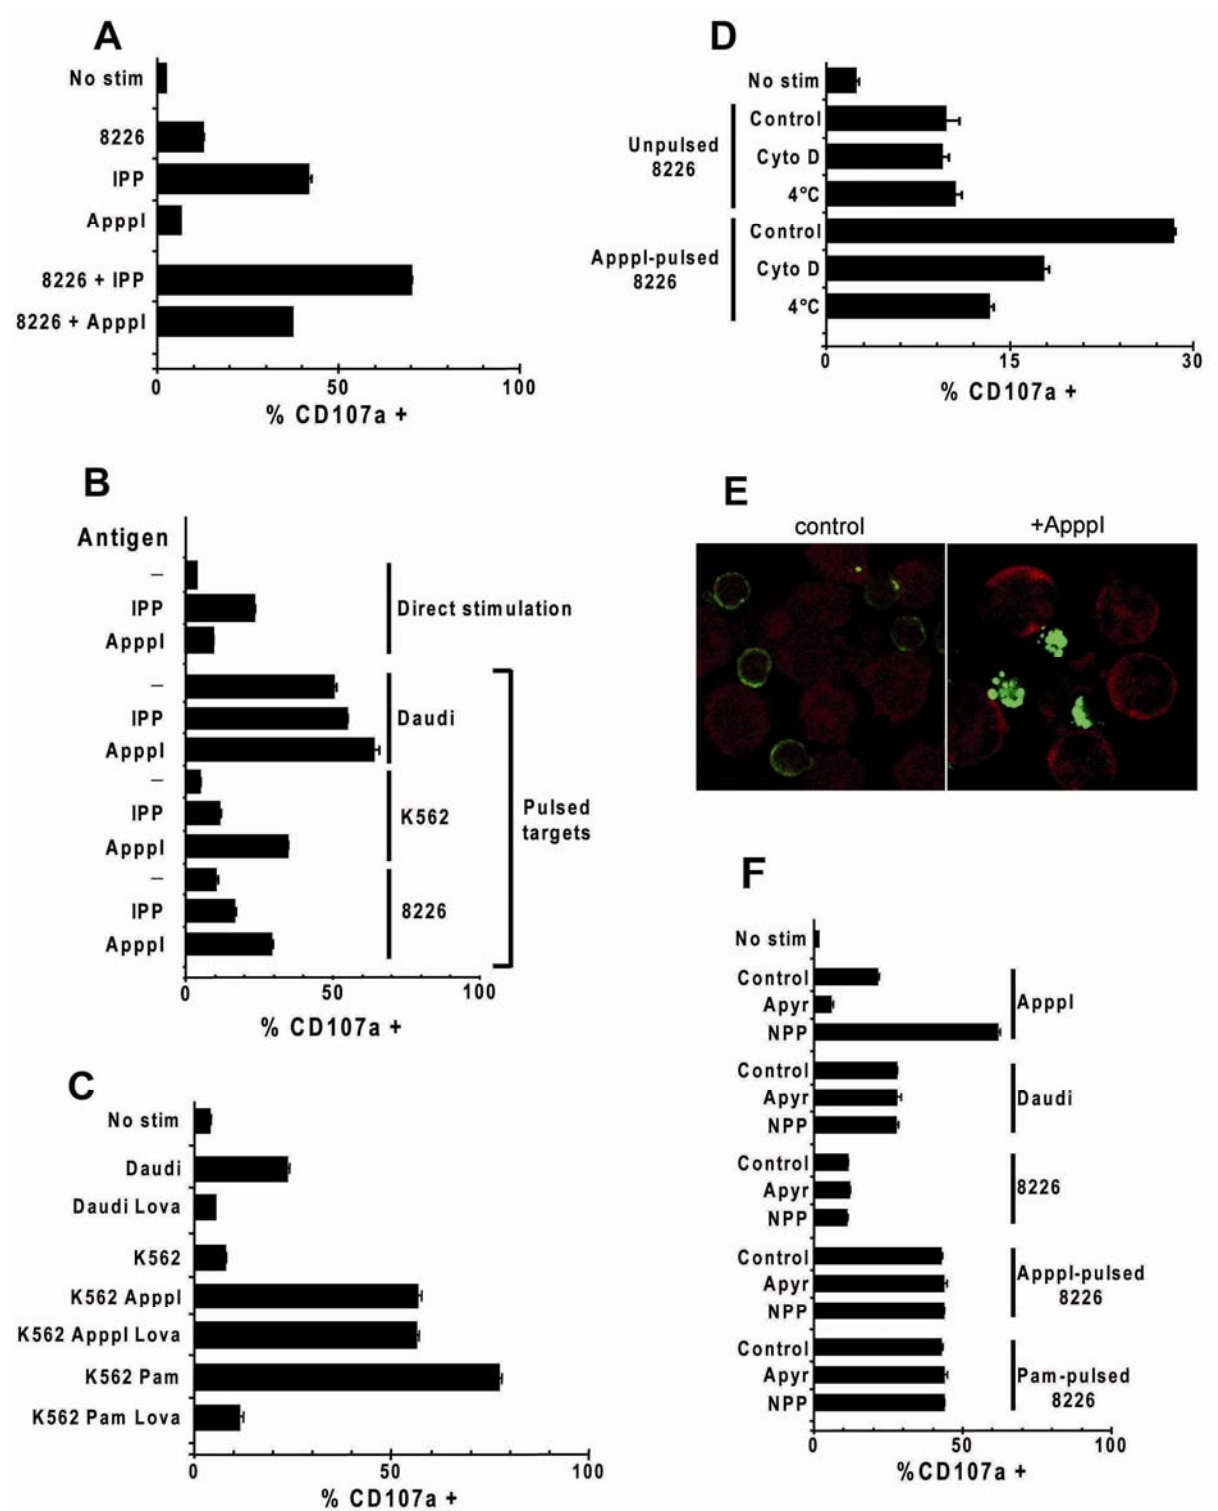 A
No stim
8226
IPP
ApppI
8226 + IPP
8226 + ApppI
0 50 100
% CD107a +
B
Antigen
–
IPP
ApppI
Direct stimulation
–
IPP
ApppI
Daudi
–
IPP
ApppI
K562
–
IPP
ApppI
8226
Pulsed
targets
0 50 100
% CD107a +
C
No stim
Daudi
Daudi Lova
K562
K562 ApppI
K562 ApppI Lova
K562 Pam
K562 Pam Lova
0 50 100
% CD107a +
D
No stim
Unpulsed
8226
Control
Cyto D
4°C
ApppI-pulsed
8226
Control
Cyto D
4°C
0 15 30
% CD107a +
E
control +ApppI
F
No stim
Control
Apyr
NPP
ApppI
Control
Apyr
NPP
Daudi
Control
Apyr
NPP
8226
Control
Apyr
NPP
ApppI-pulsed
8226
Control
Apyr
NPP
Pam-pulsed
8226
0 50 100
%CD107a +